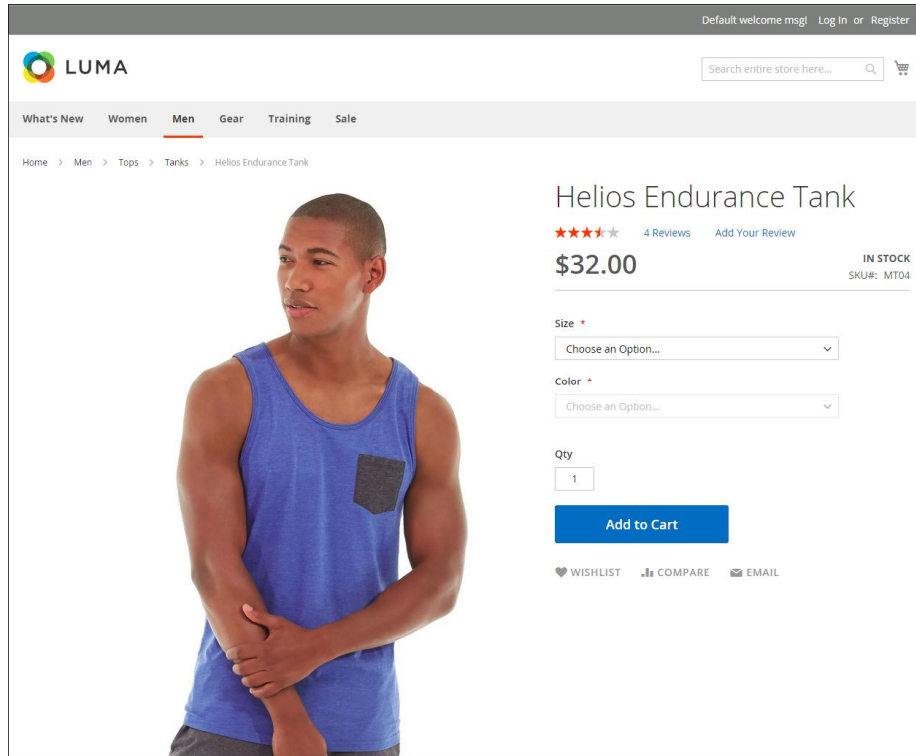 Default welcome msg! Log In or Register
LUMA
Search entire store here...
What's New Women Men Gear Training Sale
Home > Men > Tops > Tanks > Helios Endurance Tank
Helios Endurance Tank
4 Reviews Add Your Review
$32.00
IN STOCK
SKU#: MT04
Size *
Choose an Option...
Color *
Choose an Option...
Qty
1
Add to Cart
WISHLIST COMPARE EMAIL